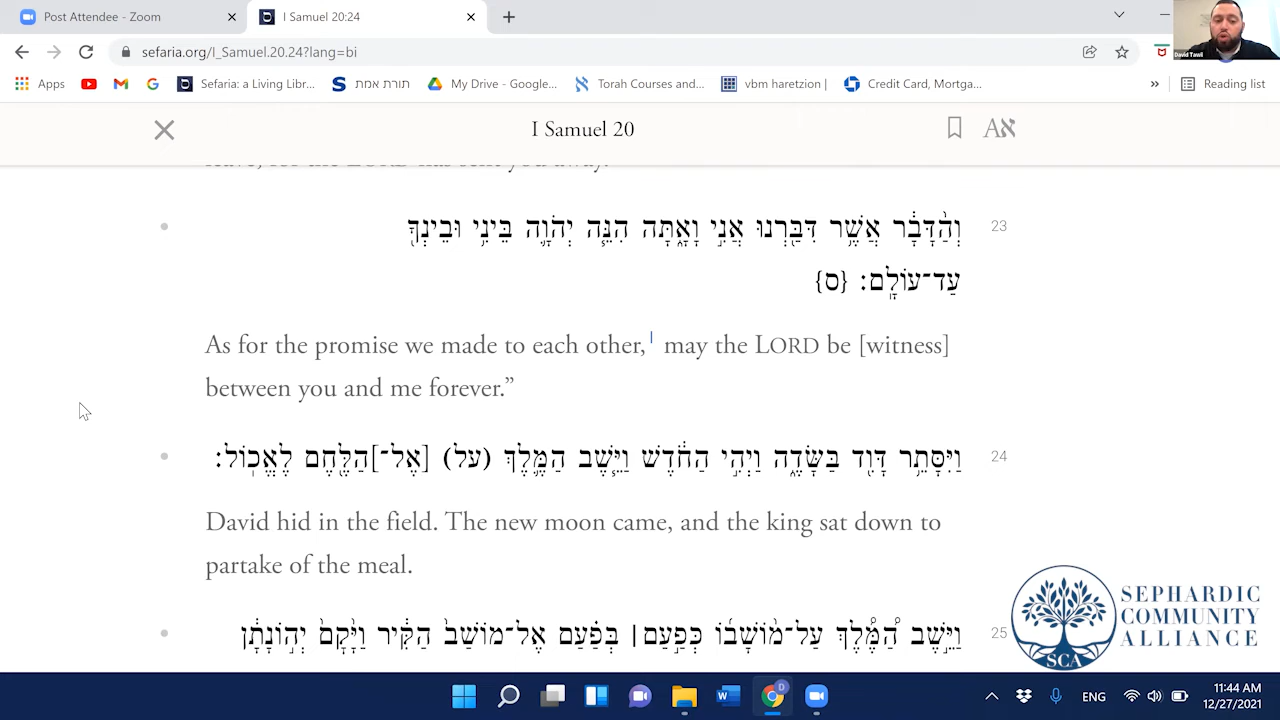 Post Attendee - Zoom
I Samuel 20:24
sefaria.org/I_Samuel.20.24?lang=bi
David Tawil
Apps
Sefaria: a Living Libr...
תורת אמת
My Drive - Google...
Torah Courses and...
vbm haretzion |
Credit Card, Mortga...
»
Reading list
I Samuel 20
Aא
וְהַ֨דָּבָ֔ר אֲשֶׁ֥ר דִּבַּ֖רְנוּ אֲנִ֣י וָאָ֑תָּה הִנֵּ֧ה יְהֹוָ֛ה בֵּינִ֥י וּבֵינְךָ֖ 23
עַד־עוֹלָֽם׃ {ס}
As for the promise we made to each other,l may the LORD be [witness]
between you and me forever.”
וַיִּסָּתֵ֥ר דָּוִ֖ד בַּשָּׂדֶ֑ה וַיְהִ֣י הַחֹ֔דֶשׁ וַיֵּ֧שֶׁב הַמֶּ֛לֶךְ (על) [אֶל־]הַלֶּ֖חֶם לֶאֱכֽוֹל׃ 24
David hid in the field. The new moon came, and the king sat down to
partake of the meal.
וַיֵּ֣שֶׁב הַ֠מֶּ֠לֶךְ עַל־מ֨וֹשָׁב֜וֹ כְּפַ֣עַם ׀ בְּפַ֗עַם אֶל־מוֹשַׁב֙ הַקִּ֔יר וַיָּ֙קׇם֙ יְה֣וֹנָתָ֔ן 25
SEPHARDIC
COMMUNITY
ALLIANCE
SCA
ENG
11:44 AM
12/27/2021